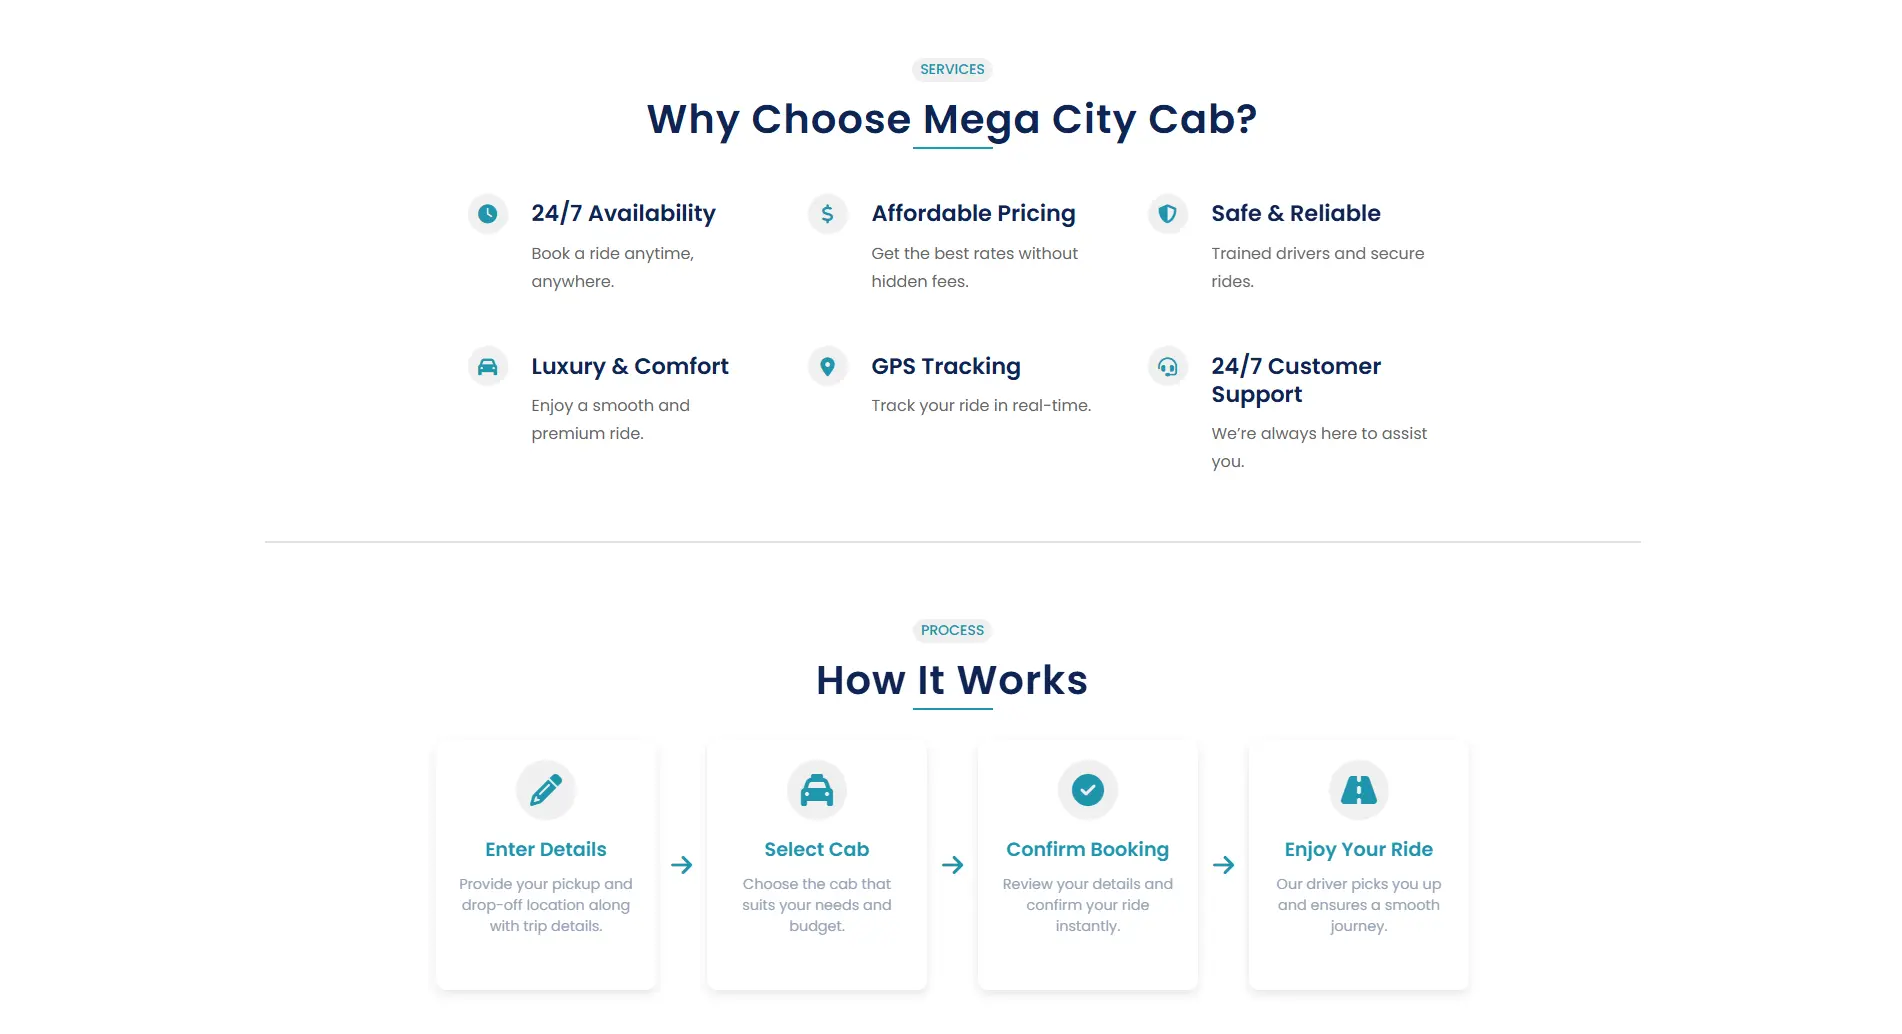 SERVICES
Why Choose Mega City Cab?
24/7 Availability
Book a ride anytime,
anywhere.
Affordable Pricing
Get the best rates without
hidden fees.
Safe & Reliable
Trained drivers and secure
rides.
Luxury & Comfort
Enjoy a smooth and
premium ride.
GPS Tracking
Track your ride in real-time.
24/7 Customer
Support
We’re always here to assist
you.
PROCESS
How It Works
Enter Details
Provide your pickup and
drop-off location along
with trip details.
Select Cab
Choose the cab that
suits your needs and
budget.
Confirm Booking
Review your details and
confirm your ride
instantly.
Enjoy Your Ride
Our driver picks you up
and ensures a smooth
journey.